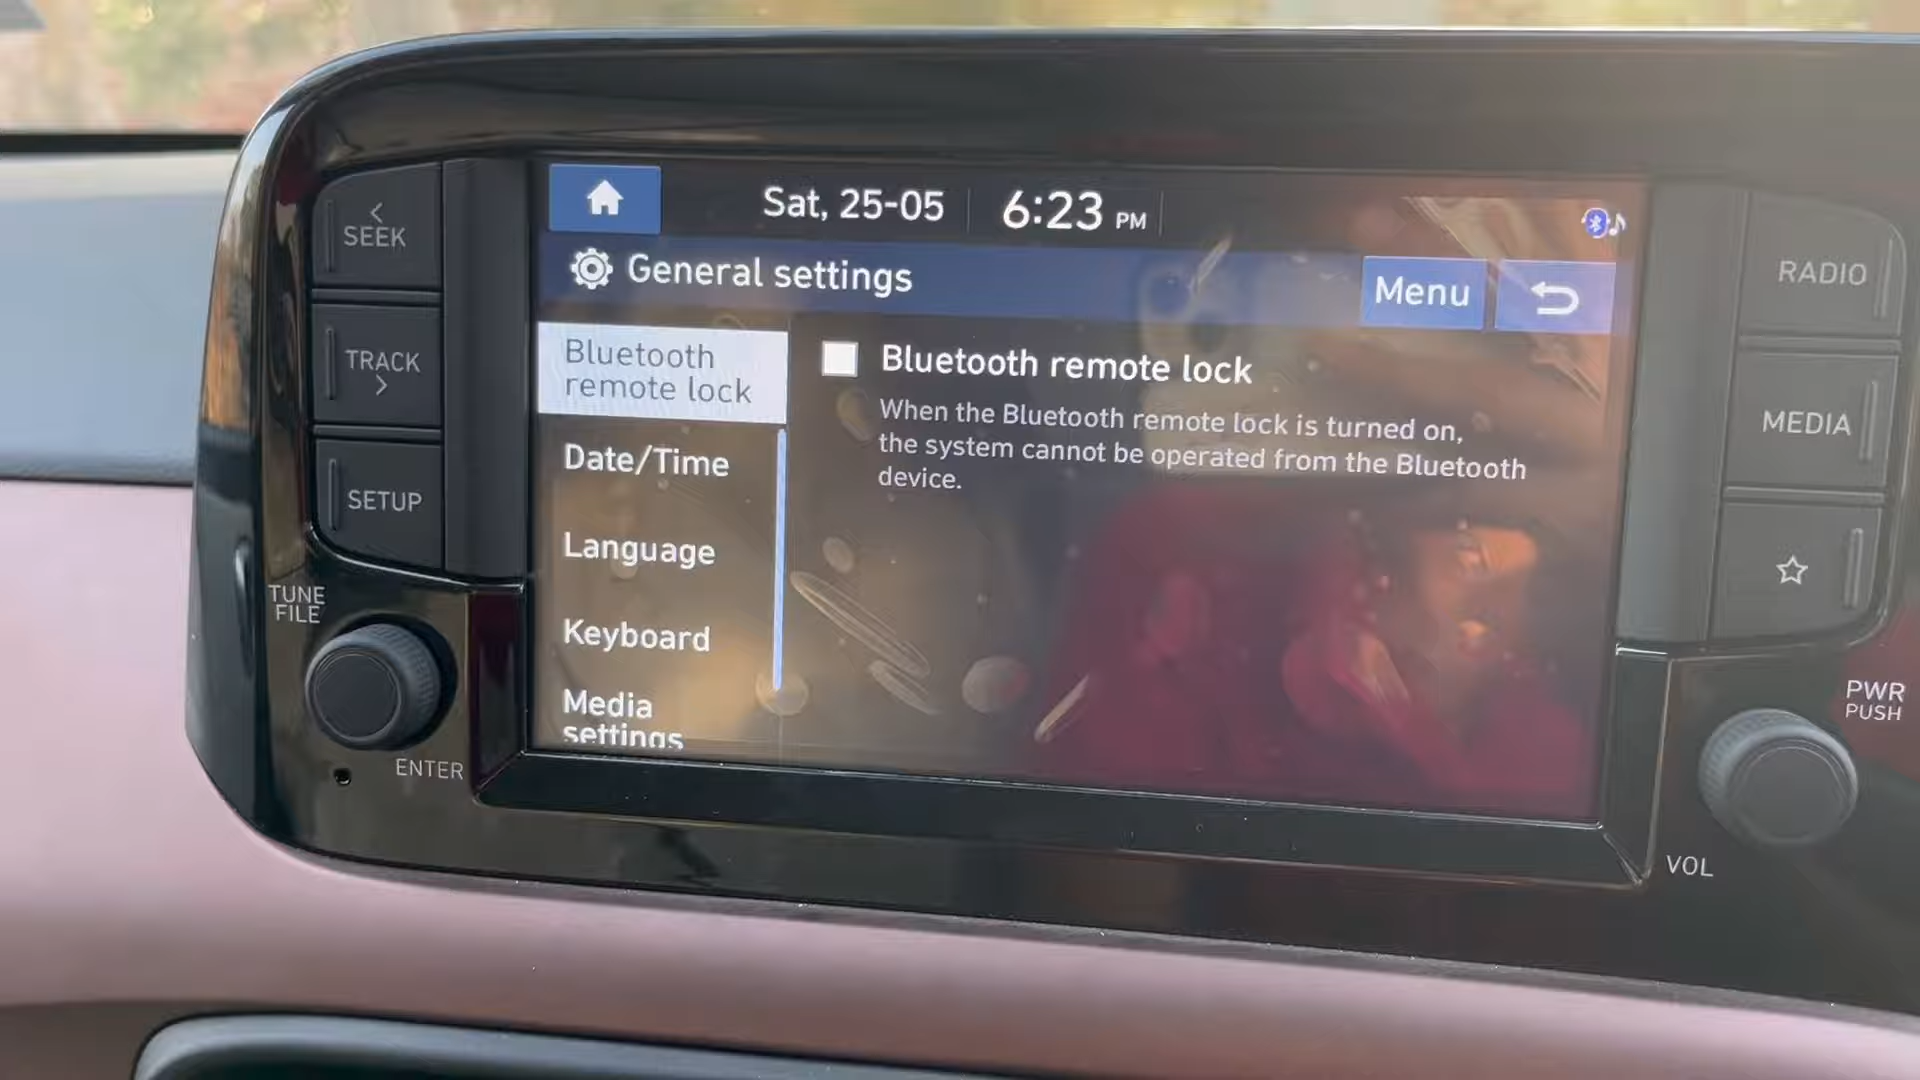 <
SEEK
TRACK
>
SETUP
TUNE
FILE
ENTER
Sat, 25-05
6:23 PM
General settings
Menu
Bluetooth
remote lock
Date/Time
Language
Keyboard
Media
settings
Bluetooth remote lock
When the Bluetooth remote lock is turned on,
the system cannot be operated from the Bluetooth
device.
RADIO
MEDIA
PWR
PUSH
VOL